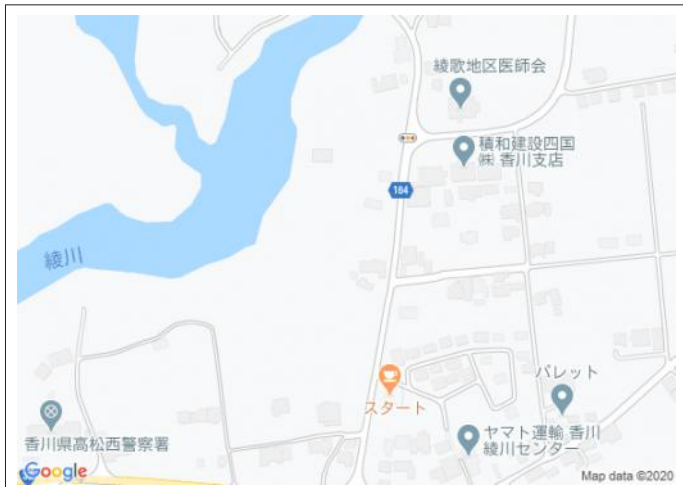 綾歌地区医師会
積和建設四国
㈱ 香川支店
184
綾川
パレット
スタート
ヤマト運輸 香川
綾川センター
香川県高松西警察署
Google
Map data ©2020